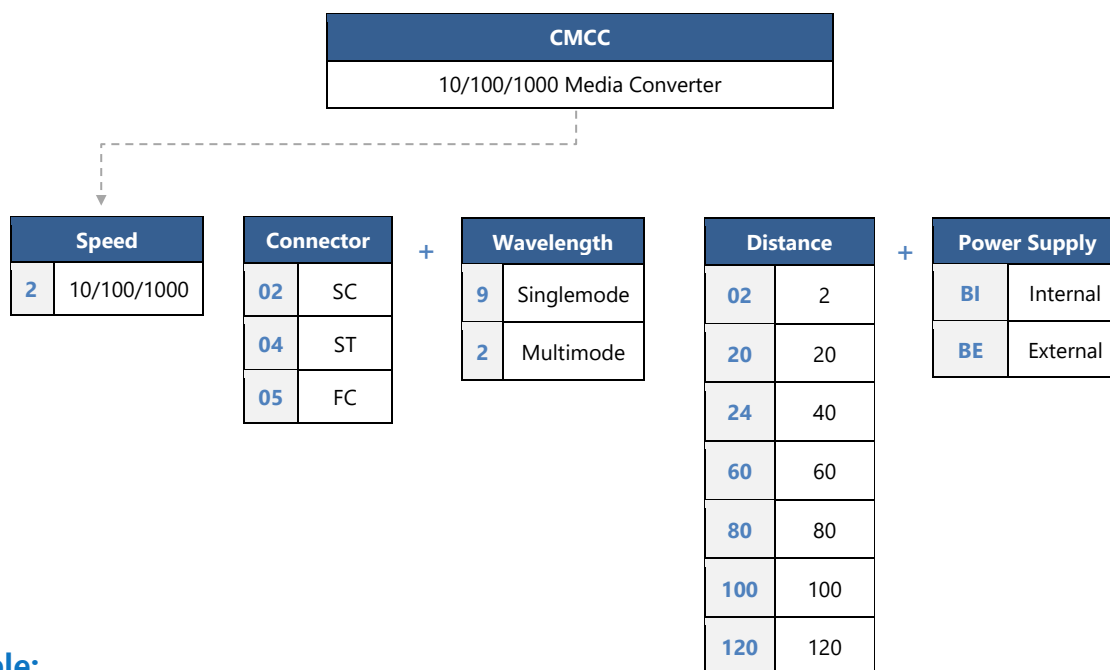 CMCC
10/100/1000 Media Converter
Speed
2 10/100/1000
Connector
02 SC
04 ST
05 FC
+
Wavelength
9 Singlemode
2 Multimode
Distance
02 2
20 20
24 40
60 60
80 80
100 100
120 120
+
Power Supply
BI Internal
BE External